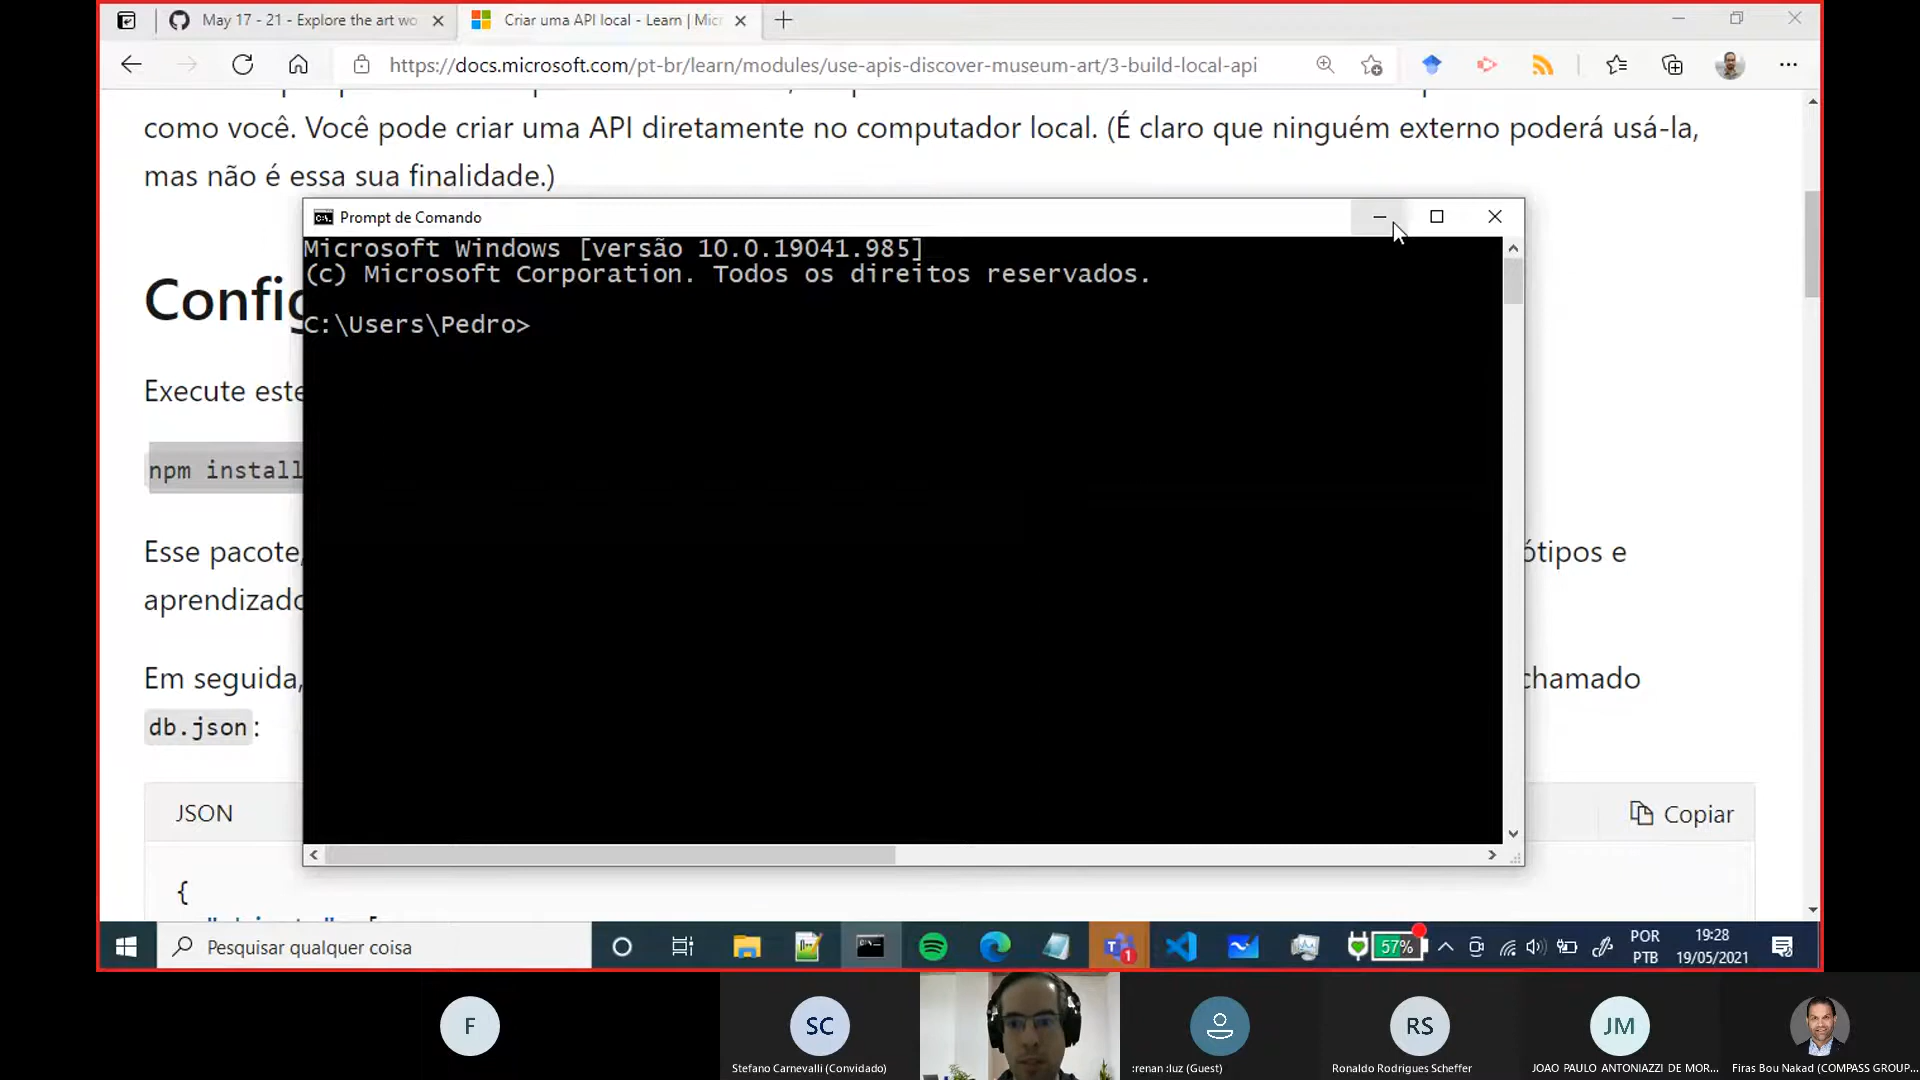 May 17 - 21 - Explore the art wo
Criar uma API local - Learn | Micr
https://docs.microsoft.com/pt-br/learn/modules/use-apis-discover-museum-art/3-build-local-api
como você. Você pode criar uma API diretamente no computador local. (É claro que ninguém externo poderá usá-la,
mas não é essa sua finalidade.)
Prompt de Comando
Microsoft Windows [versão 10.0.19041.985]
(c) Microsoft Corporation. Todos os direitos reservados.
Config
C:\Users\Pedro>
Execute este
npm install
Esse pacote, ótipos e
aprendizado
Em seguida, chamado
db.json:
JSON
Copiar
{
Pesquisar qualquer coisa
1
57%
POR
PTB
19:28
19/05/2021
F
SC
RS
JM
Stefano Carnevalli (Convidado)
:renan :luz (Guest)
Ronaldo Rodrigues Scheffer
JOAO PAULO ANTONIAZZI DE MOR...
Firas Bou Nakad (COMPASS GROUP...